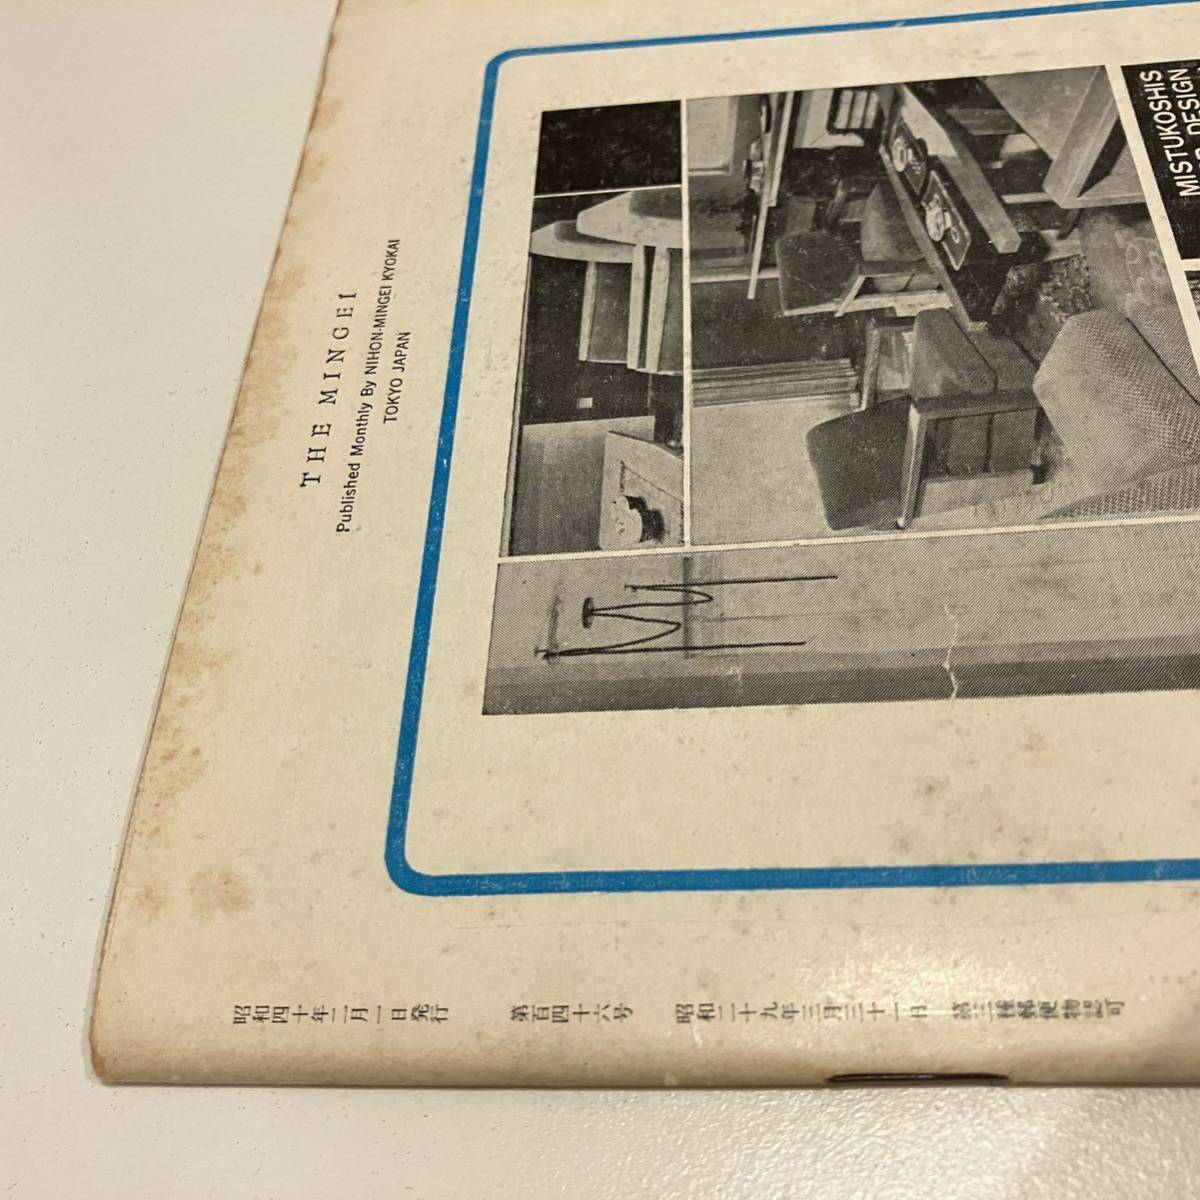 THE MINGEI
Published Monthly By NIHON-MINGEI KYOKAI
TOKYO JAPAN
MISTUKOSHIS
DESIGN
昭和四十年二月一日発行 第百四十六号 昭和二十九年三月三十一日 第三種郵便物認可